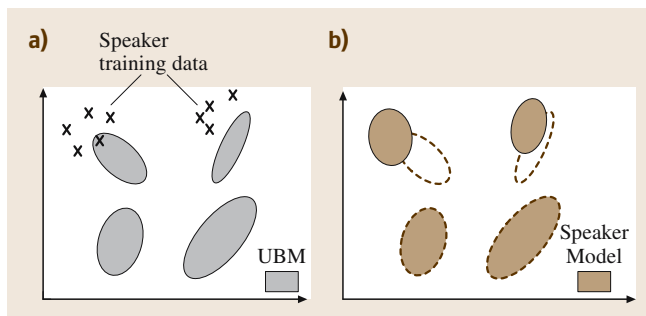 a)
Speaker
training data
UBM
b)
Speaker
Model